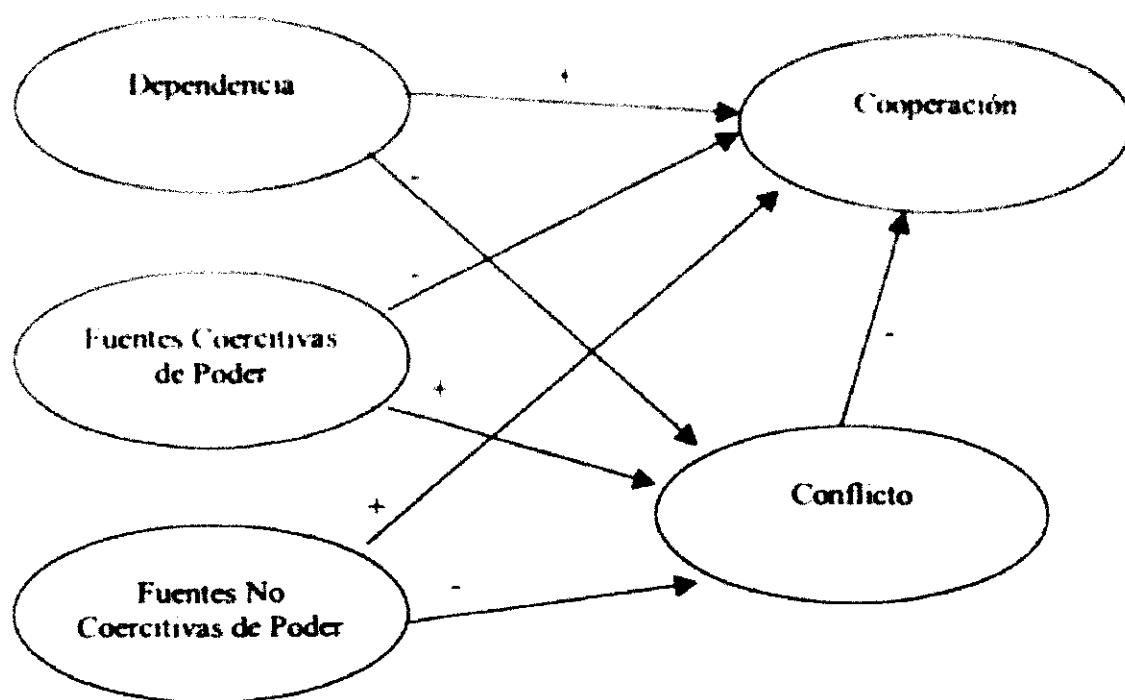 Dependencia
+
Cooperación
-
-
Fuentes Coercitivas
de Poder
+
-
Conflicto
+
Fuentes No
Coercitivas de Poder
-